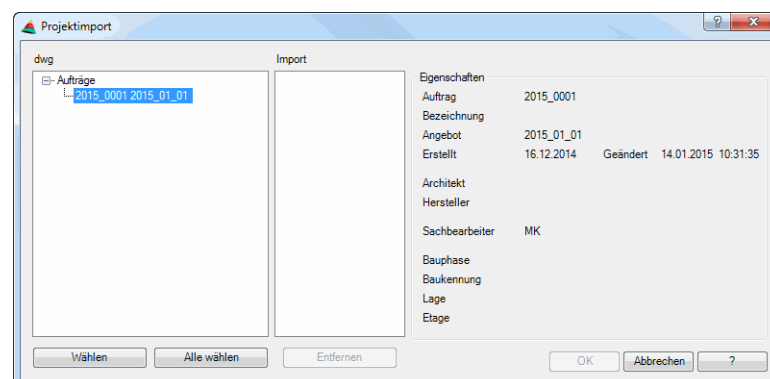 Projektimport
?
dwg
Import
Aufträge
2015_0001 2015_01_01
Eigenschaften
Auftrag 2015_0001
Bezeichnung
Angebot 2015_01_01
Erstellt 16.12.2014 Geändert 14.01.2015 10:31:35
Architekt
Hersteller
Sachbearbeiter MK
Bauphase
Baukennung
Lage
Etage
Wählen Alle wählen Entfernen OK Abbrechen ?